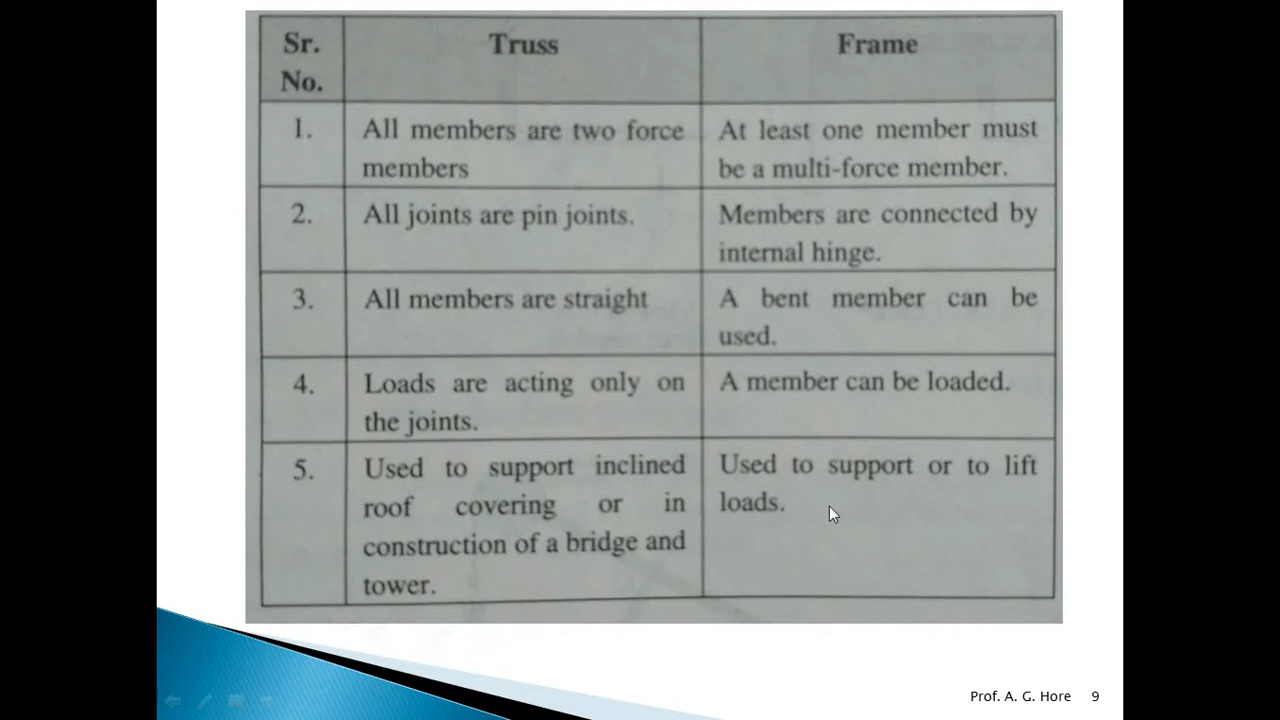 Sr. No. | Truss | Frame
1. | All members are two force members | At least one member must be a multi-force member.
2. | All joints are pin joints. | Members are connected by internal hinge.
3. | All members are straight | A bent member can be used.
4. | Loads are acting only on the joints. | A member can be loaded.
5. | Used to support inclined roof covering or in construction of a bridge and tower. | Used to support or to lift loads.
Prof. A. G. Hore 9